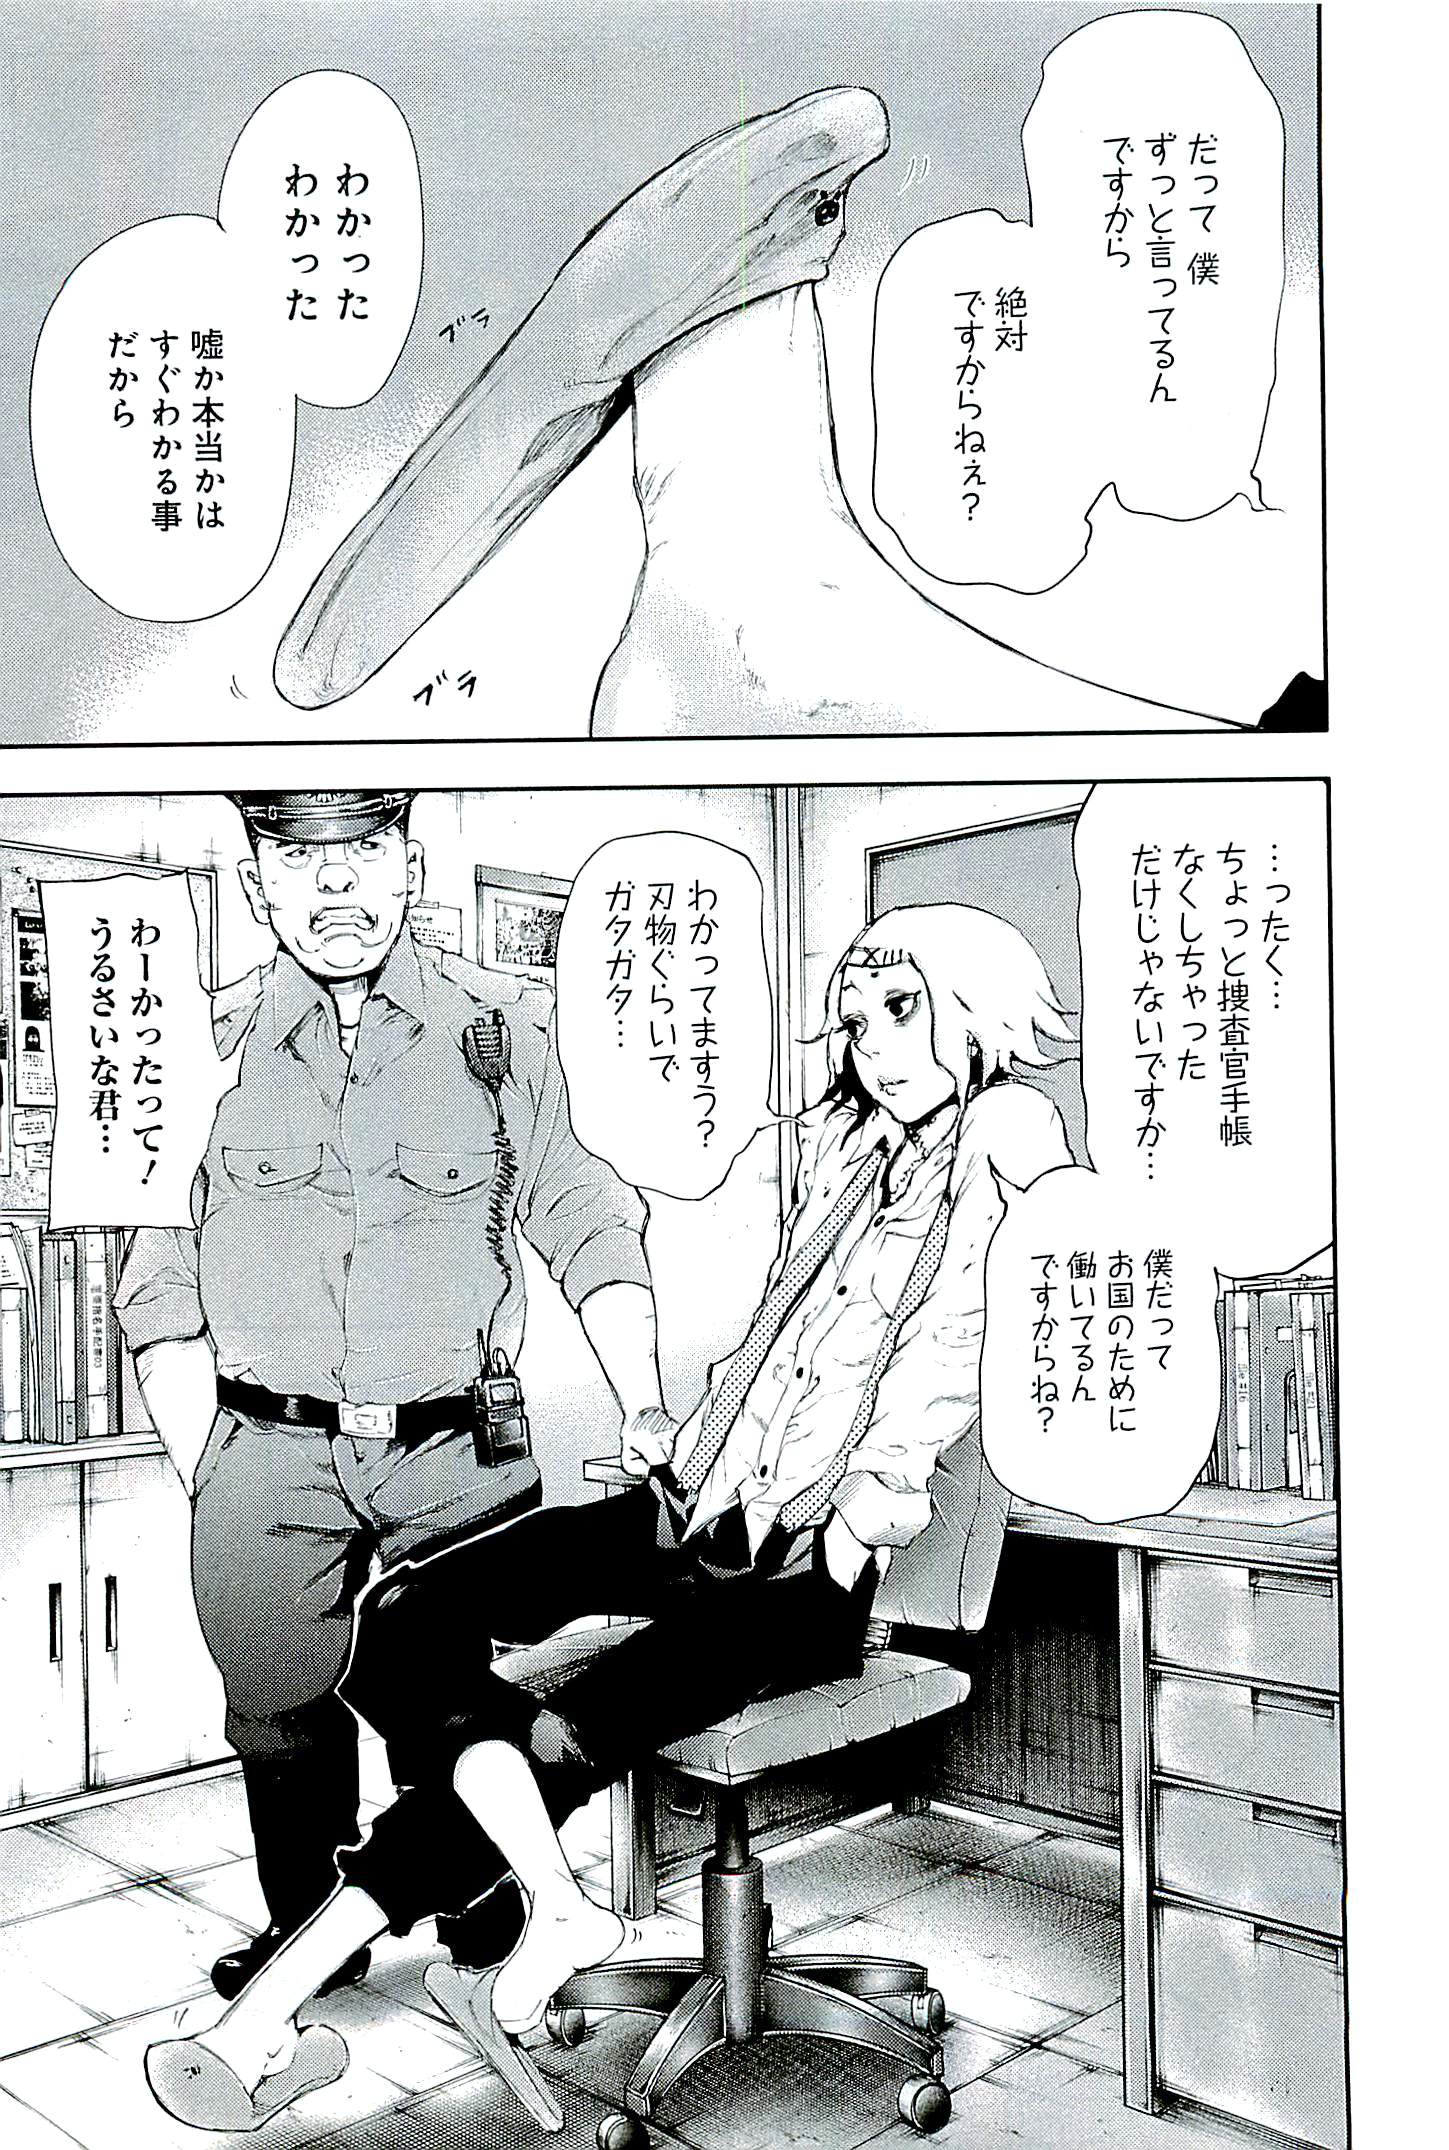 だって 僕
ずっと言ってるん
ですから
絶対
ですからねぇ?
わかった
わかった
嘘か本当かは
すぐわかる事
だから
ブラ
ブラ
…ったく…
ちょっと捜査官手帳
なくしちゃった
だけじゃないですか…
僕だって
お国のために
働いてるん
ですからね?
わかってますぅ?
刃物ぐらいで
ガタガタ…
わーかったって!
うるさいな君…